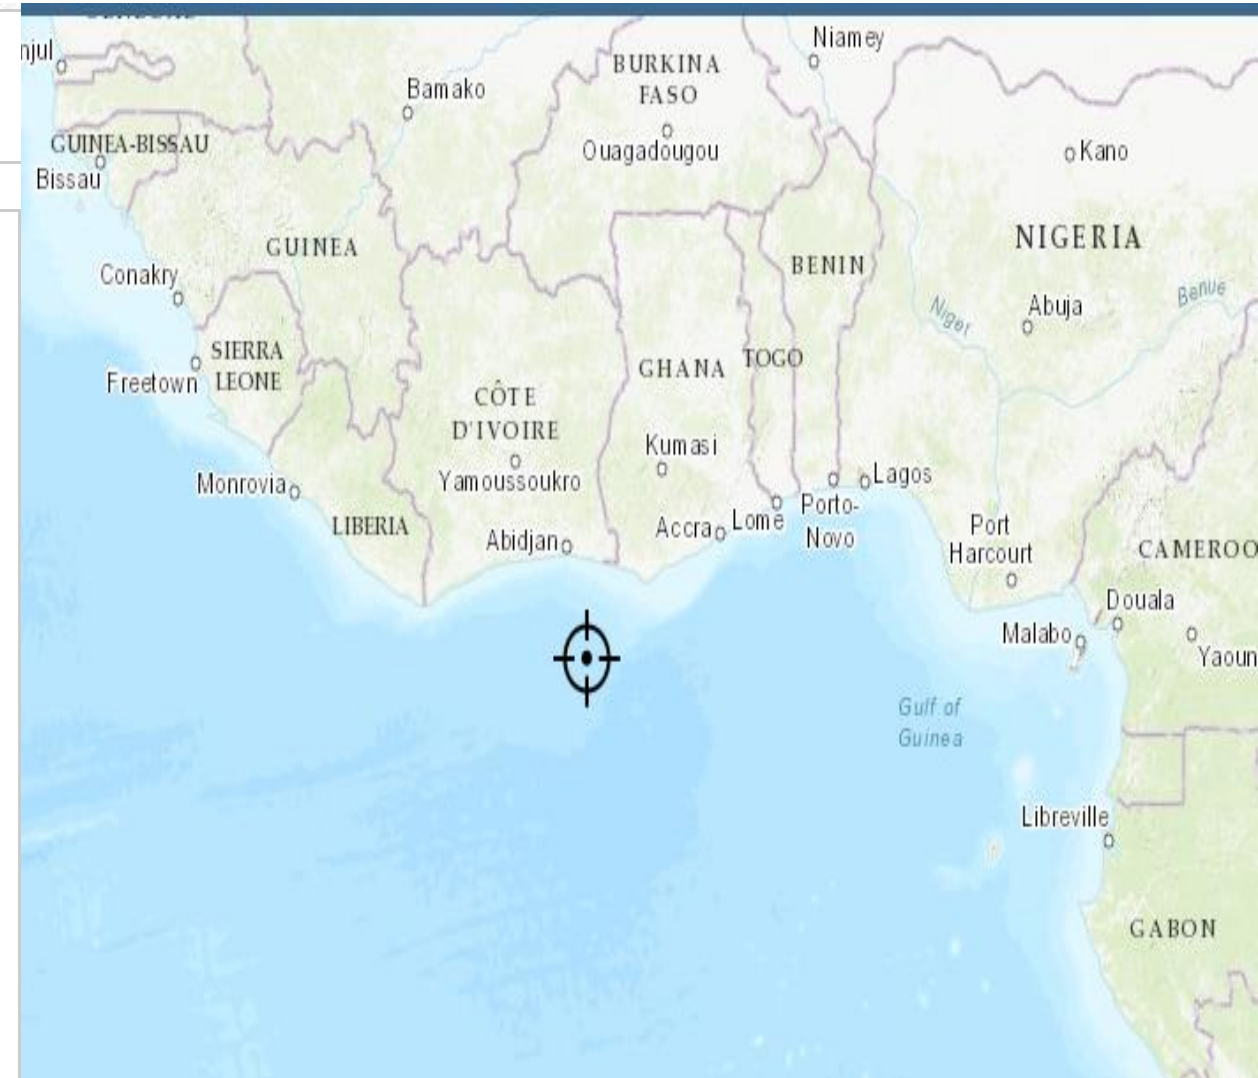 njul
Niamey
BURKINA
FASO
Bamako
Ouagadougou
GUINEA-BISSAU
Bissau
Kano
NIGERIA
GUINEA
BENIN
Conakry
Niger
Abuja
Benue
SIERRA
LEONE
Freetown
GHANA
TOGO
CÔTE
D'IVOIRE
Kumasi
Yamoussoukro
Monrovia
Lagos
LIBERIA
Abidjan
Accra
Lome
Porto-
Novo
Port
Harcourt
CAMEROO
Douala
Malabo
Yaoun
Gulf of
Guinea
Libreville
GABON